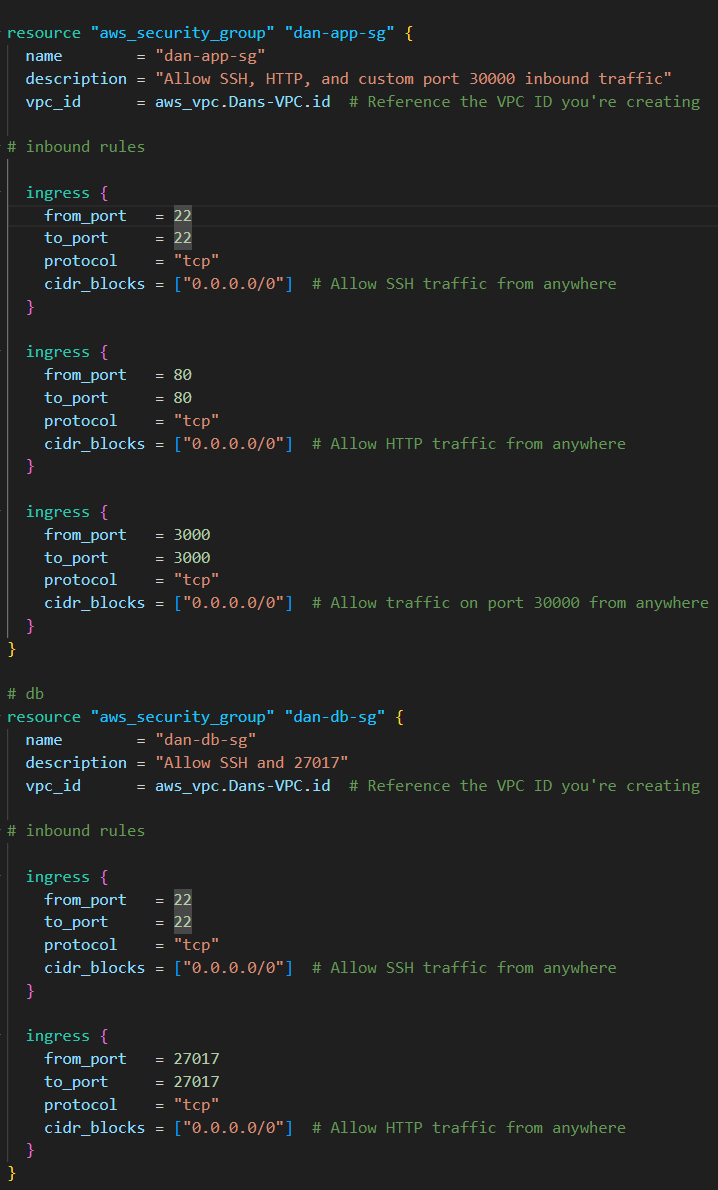 resource "aws_security_group" "dan-app-sg" {
  name        = "dan-app-sg"
  description = "Allow SSH, HTTP, and custom port 30000 inbound traffic"
  vpc_id      = aws_vpc.Dans-VPC.id  # Reference the VPC ID you're creating

# inbound rules

  ingress {
    from_port   = 22
    to_port     = 22
    protocol    = "tcp"
    cidr_blocks = ["0.0.0.0/0"]  # Allow SSH traffic from anywhere
  }

  ingress {
    from_port   = 80
    to_port     = 80
    protocol    = "tcp"
    cidr_blocks = ["0.0.0.0/0"]  # Allow HTTP traffic from anywhere
  }

  ingress {
    from_port   = 3000
    to_port     = 3000
    protocol    = "tcp"
    cidr_blocks = ["0.0.0.0/0"]  # Allow traffic on port 30000 from anywhere
  }
}

# db
resource "aws_security_group" "dan-db-sg" {
  name        = "dan-db-sg"
  description = "Allow SSH and 27017"
  vpc_id      = aws_vpc.Dans-VPC.id  # Reference the VPC ID you're creating

# inbound rules

  ingress {
    from_port   = 22
    to_port     = 22
    protocol    = "tcp"
    cidr_blocks = ["0.0.0.0/0"]  # Allow SSH traffic from anywhere
  }

  ingress {
    from_port   = 27017
    to_port     = 27017
    protocol    = "tcp"
    cidr_blocks = ["0.0.0.0/0"]  # Allow HTTP traffic from anywhere
  }
}